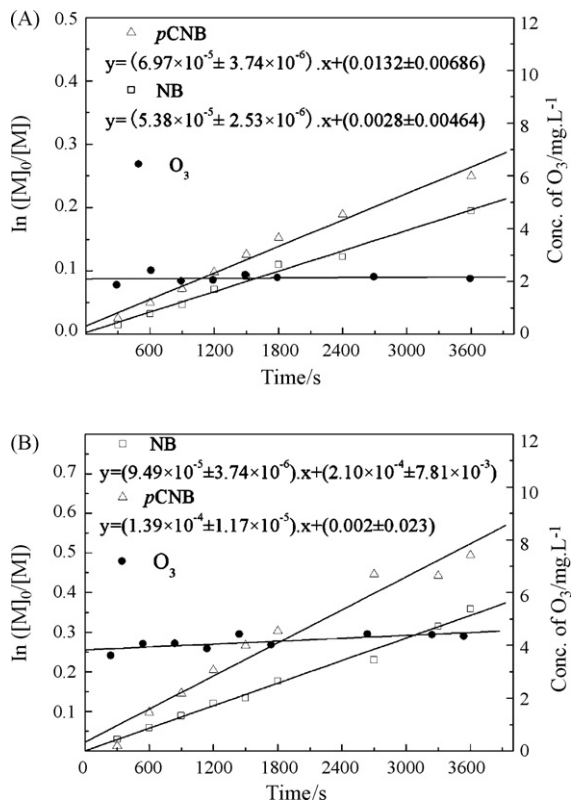 (A)
pCNB
y=(6.97×10⁻⁵± 3.74×10⁻⁶) .x+(0.0132±0.00686)
NB
y=(5.38×10⁻⁵± 2.53×10⁻⁶) .x+(0.0028±0.00464)
O₃
0.5
0.4
0.3
0.2
0.1
0.0
ln ([M]₀/[M])
12
10
8
6
4
2
0
Conc. of O₃/mg.L⁻¹
600 1200 1800 2400 3000 3600
Time/s
(B)
NB
y=(9.49×10⁻⁵±3.74×10⁻⁶).x+(2.10×10⁻⁴±7.81×10⁻³)
pCNB
y=(1.39×10⁻⁴±1.17×10⁻⁵).x+(0.002±0.023)
O₃
0.7
0.6
0.5
0.4
0.3
0.2
0.1
ln ([M]₀/[M])
12
10
8
6
4
2
0
Conc. of O₃/mg.L⁻¹
0 600 1200 1800 2400 3000 3600
Time/s